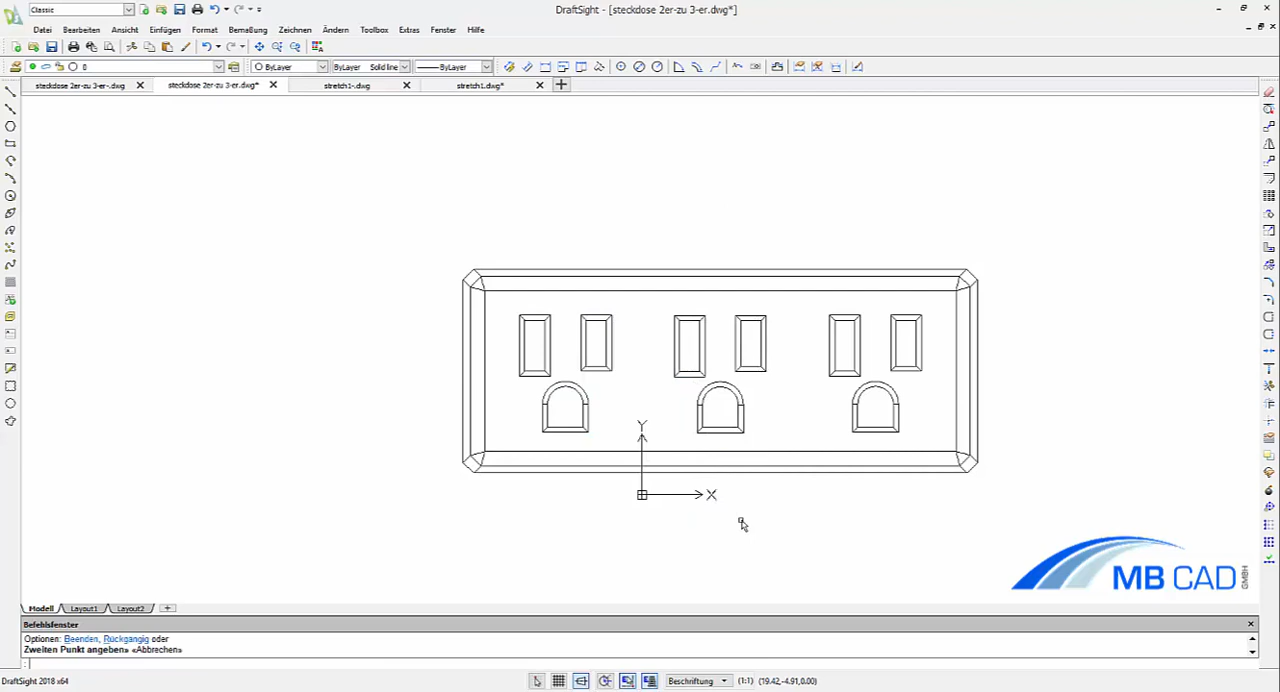 Classic
DraftSight - [steckdose 2er-zu 3-er.dwg*]
Datei Bearbeiten Ansicht Einfügen Format Bemaßung Zeichnen Ändern Toolbox Extras Fenster Hilfe
0 ByLayer ByLayer Solid line ByLayer
steckdose 2er-zu 3-er-.dwg steckdose 2er-zu 3-er.dwg* stretch1-.dwg stretch1.dwg*
Y
X
MB CAD GMBH
Modell Layout1 Layout2
Befehlsfenster
Optionen: Beenden, Rückgangig oder
Zweiten Punkt angeben» «Abbrechen»
:
DraftSight 2018 x64 Beschriftung (1:1) (19.42,-4.91,0.00)